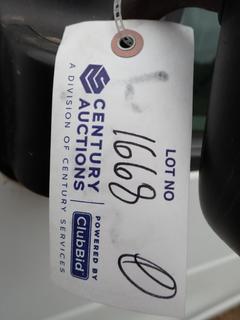 LOT NO
1668
CENTURY
AUCTIONS
A DIVISION OF CENTURY SERVICES
POWERED BY
ClubBid